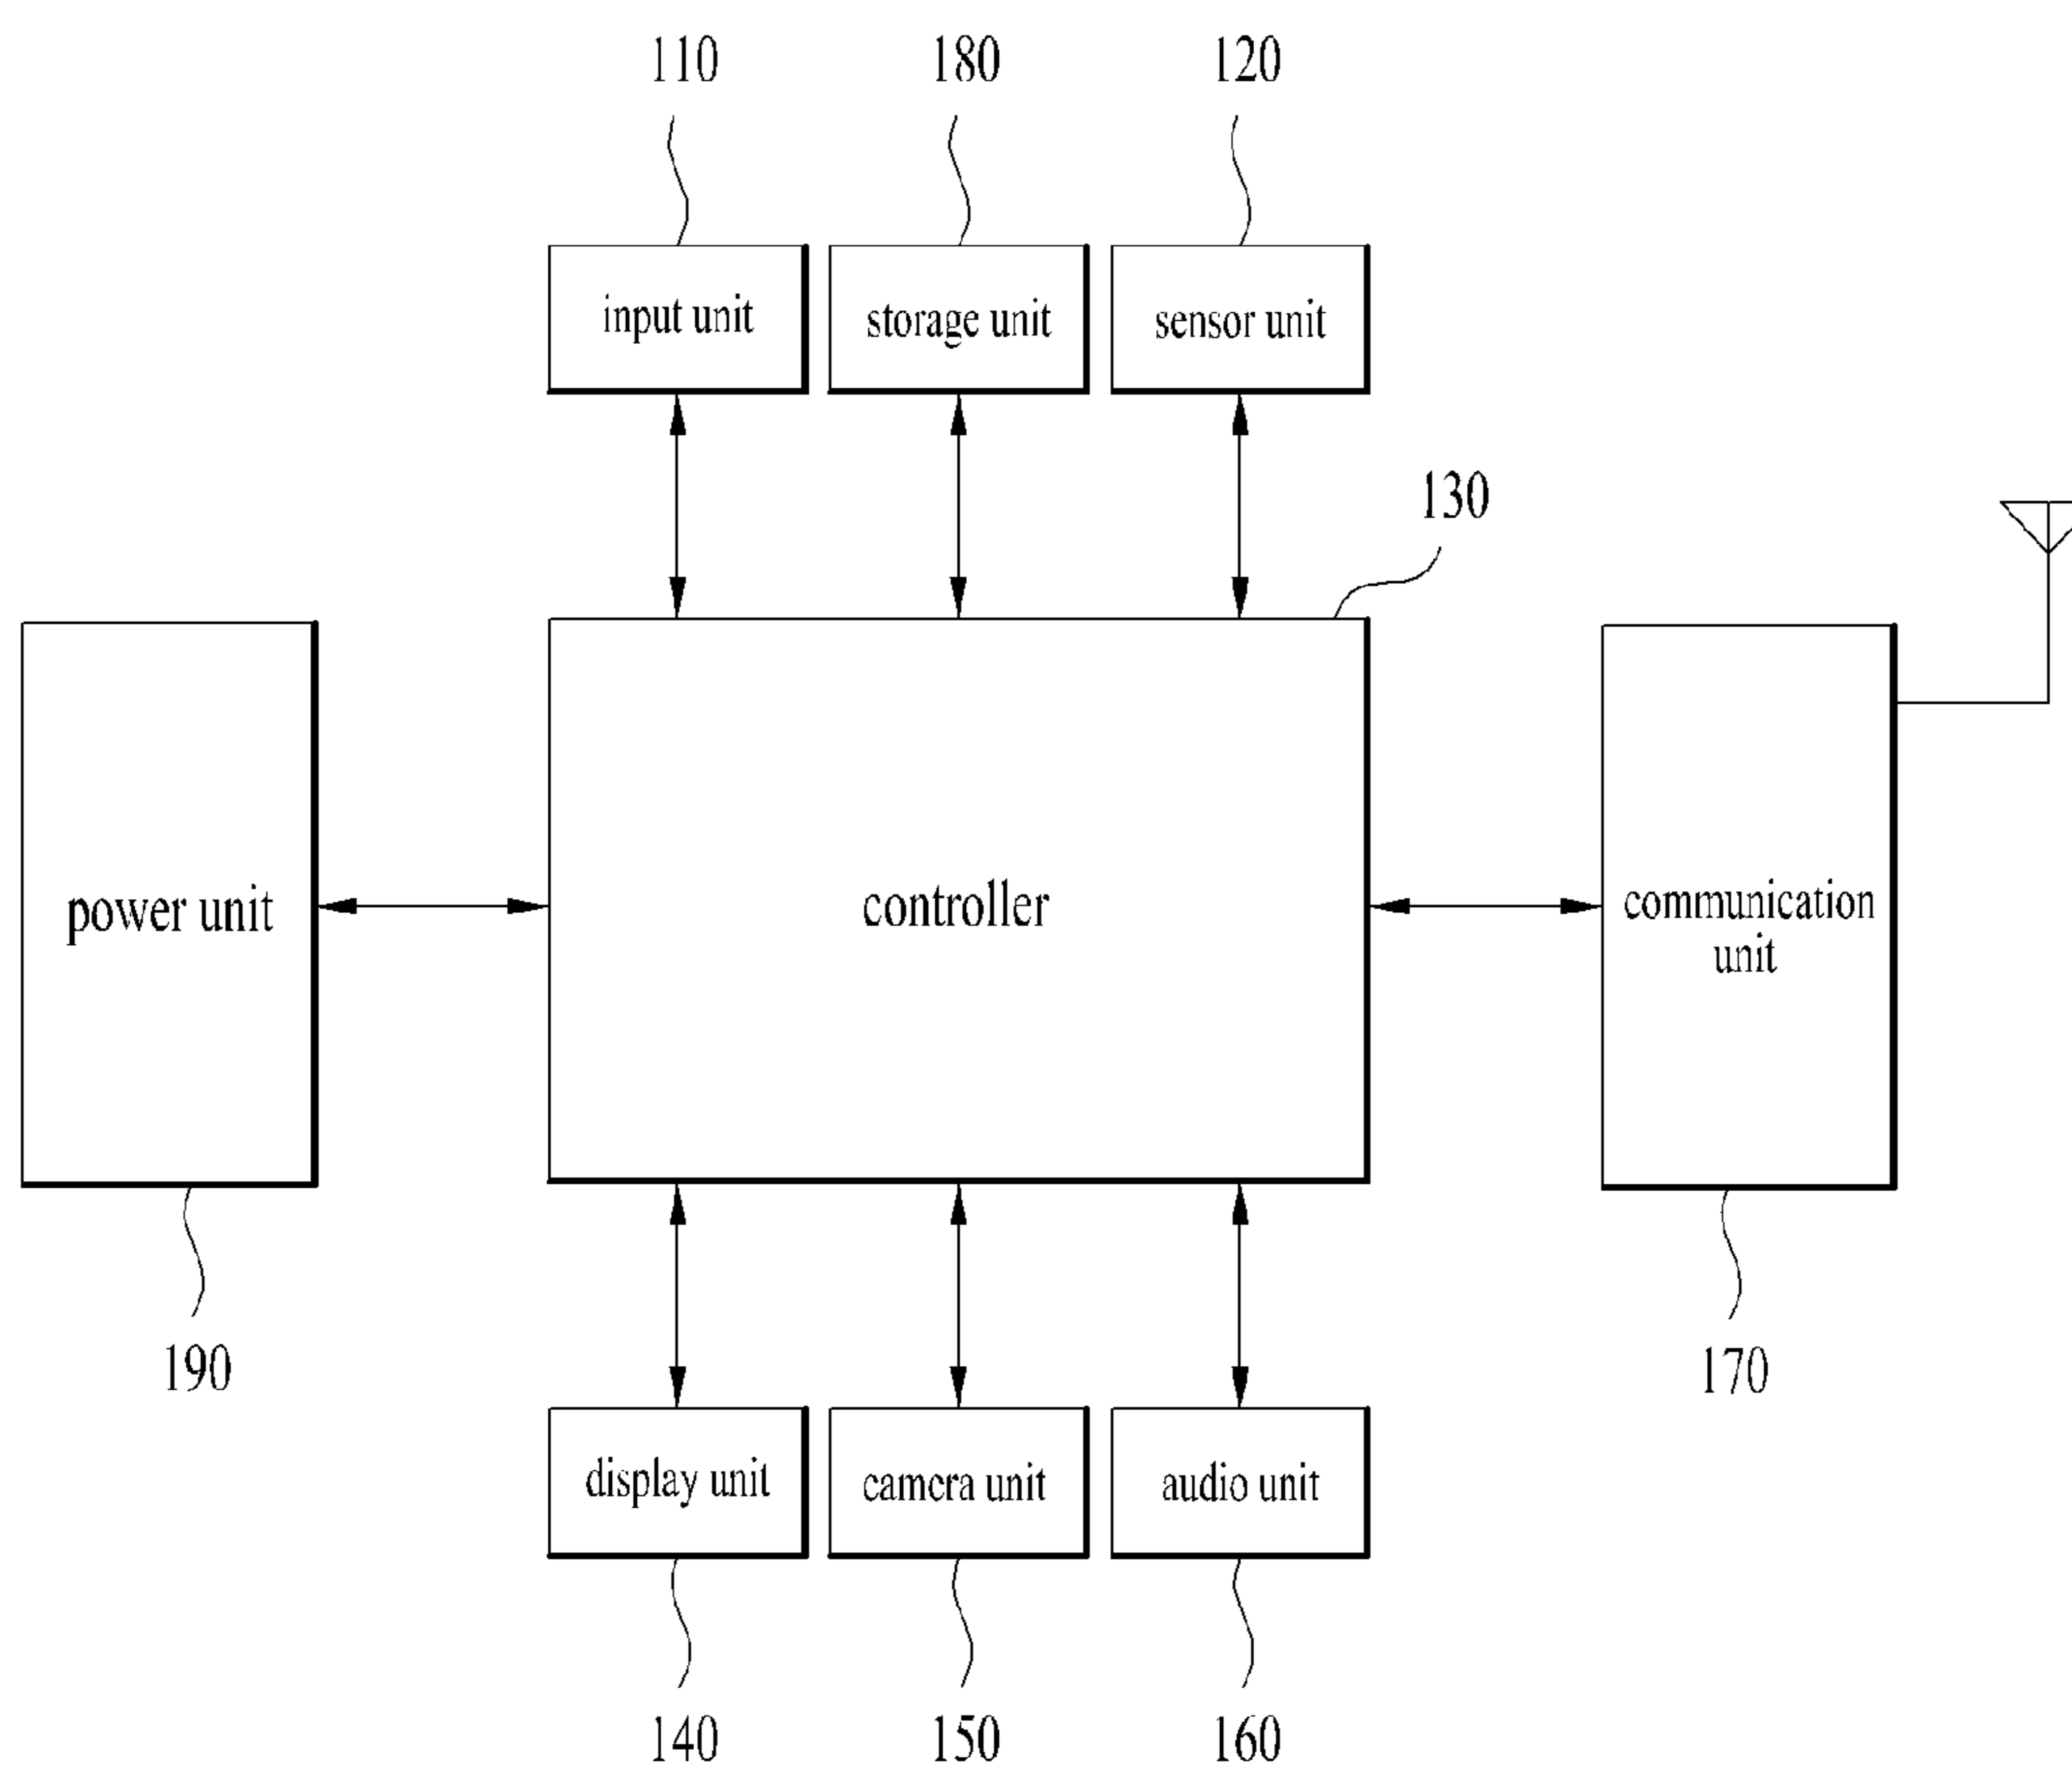 110
180
120
input unit
storage unit
sensor unit
130
power unit
controller
communication
unit
190
170
display unit
camera unit
audio unit
140
150
160